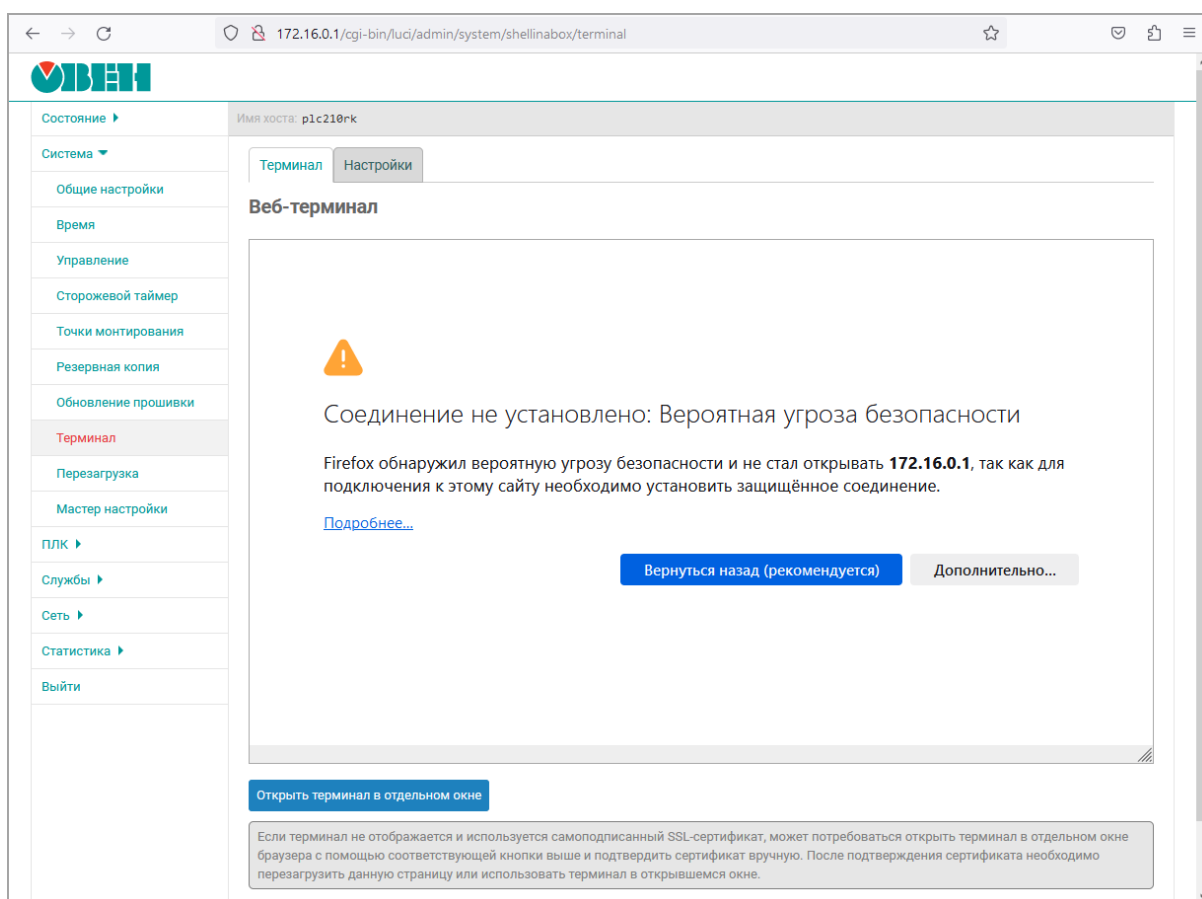 172.16.0.1/cgi-bin/luci/admin/system/shellinabox/terminal
ОВЕН
Состояние
Имя хоста: plc210rk
Система
Терминал Настройки
Общие настройки
Веб-терминал
Время
Управление
Сторожевой таймер
Точки монтирования
Резервная копия
Обновление прошивки
Терминал
Перезагрузка
Мастер настройки
ПЛК
Службы
Сеть
Статистика
Выйти
Соединение не установлено: Вероятная угроза безопасности
Firefox обнаружил вероятную угрозу безопасности и не стал открывать 172.16.0.1, так как для
подключения к этому сайту необходимо установить защищённое соединение.
Подробнее...
Вернуться назад (рекомендуется) Дополнительно...
Открыть терминал в отдельном окне
Если терминал не отображается и используется самоподписанный SSL-сертификат, может потребоваться открыть терминал в отдельном окне
браузера с помощью соответствующей кнопки выше и подтвердить сертификат вручную. После подтверждения сертификата необходимо
перезагрузить данную страницу или использовать терминал в открывшемся окне.